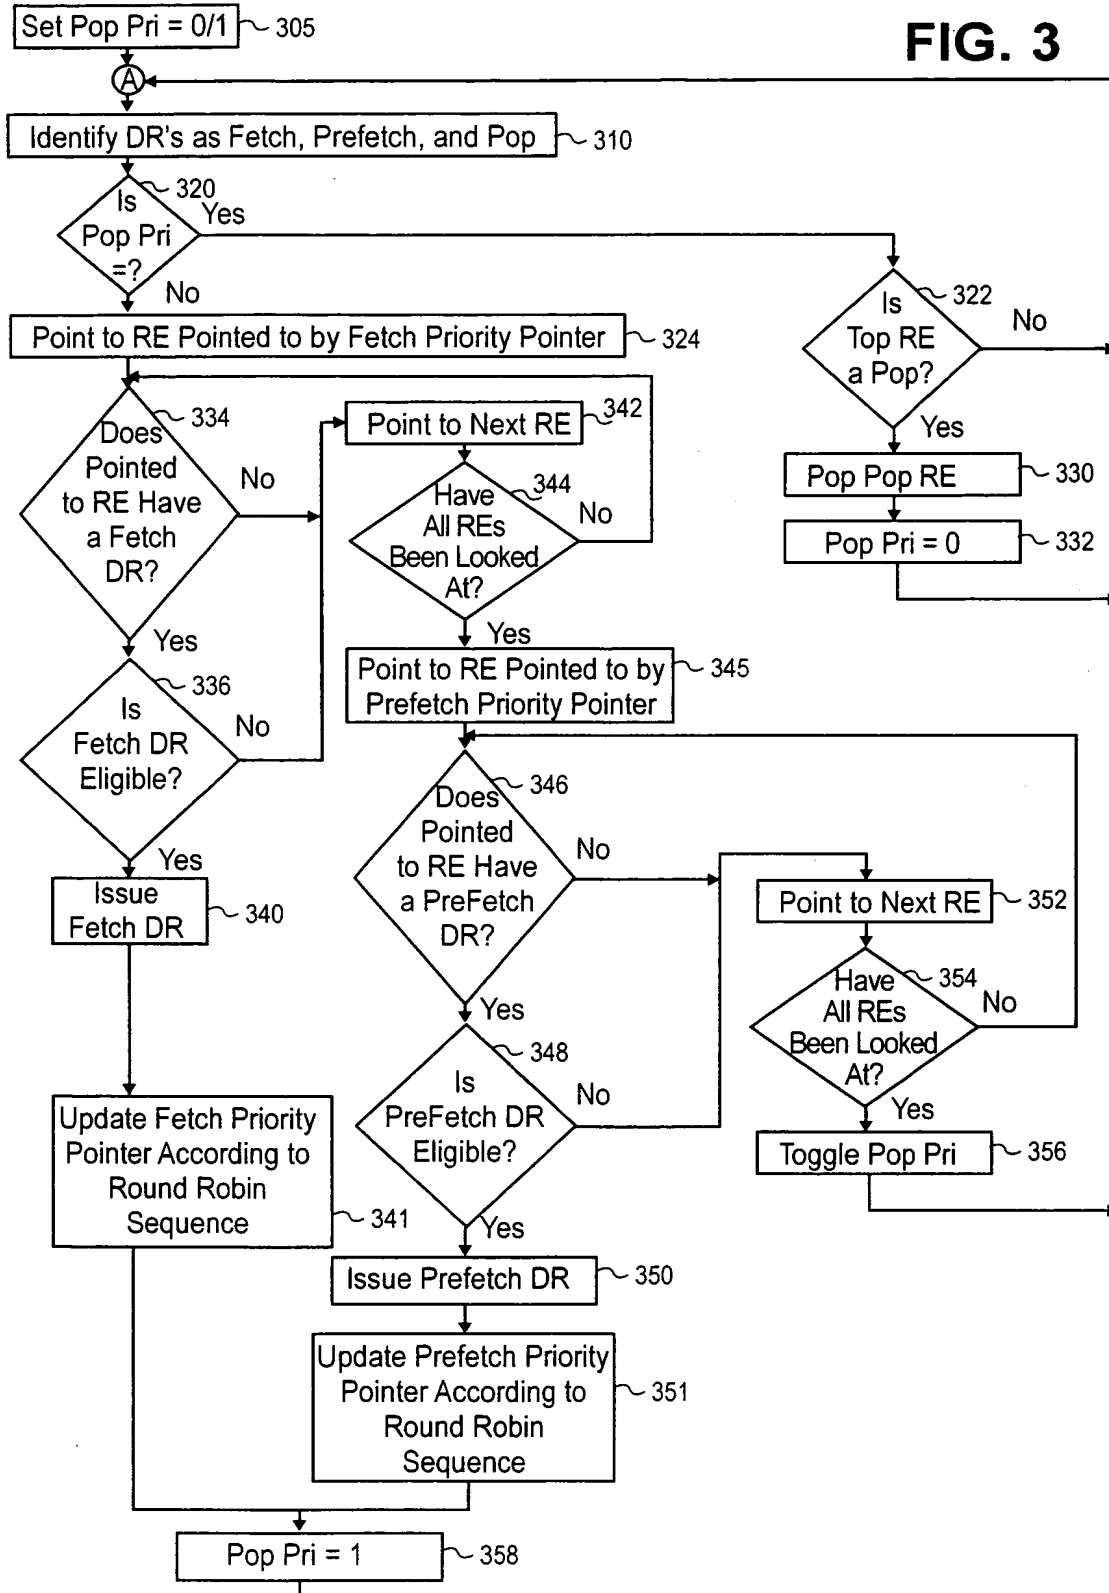 FIG. 3
Set Pop Pri = 0/1
305
A
Identify DR's as Fetch, Prefetch, and Pop
310
Is
Pop Pri
=?
320
Yes
No
Is
Top RE
a Pop?
322
No
Yes
Pop Pop RE
330
Pop Pri = 0
332
Point to RE Pointed to by Fetch Priority Pointer
324
Does
Pointed
to RE Have
a Fetch
DR?
334
No
Yes
Point to Next RE
342
Have
All REs
Been Looked
At?
344
No
Yes
Is
Fetch DR
Eligible?
336
No
Yes
Point to RE Pointed to by
Prefetch Priority Pointer
345
Issue
Fetch DR
340
Does
Pointed
to RE Have
a PreFetch
DR?
346
No
Yes
Point to Next RE
352
Have
All REs
Been Looked
At?
354
No
Yes
Is
PreFetch DR
Eligible?
348
No
Yes
Toggle Pop Pri
356
Update Fetch Priority
Pointer According to
Round Robin
Sequence
341
Issue Prefetch DR
350
Update Prefetch Priority
Pointer According to
Round Robin
Sequence
351
Pop Pri = 1
358